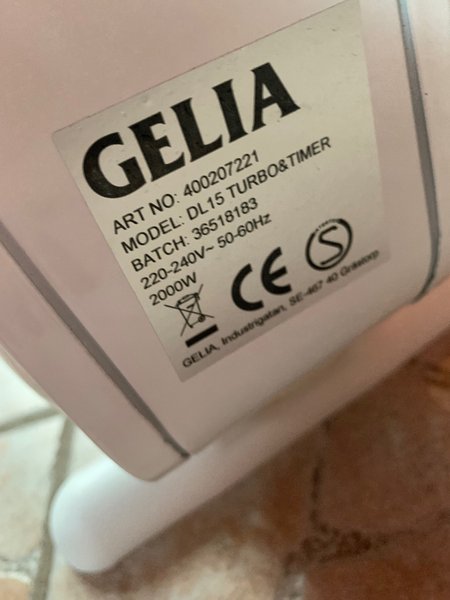 GELIA
ART NO: 400207221
MODEL: DL15 TURBO&TIMER
BATCH: 36518183
220-240V~ 50-60Hz
2000W
CE S
GELIA, Industrigatan, SE-467 40 Grästorp